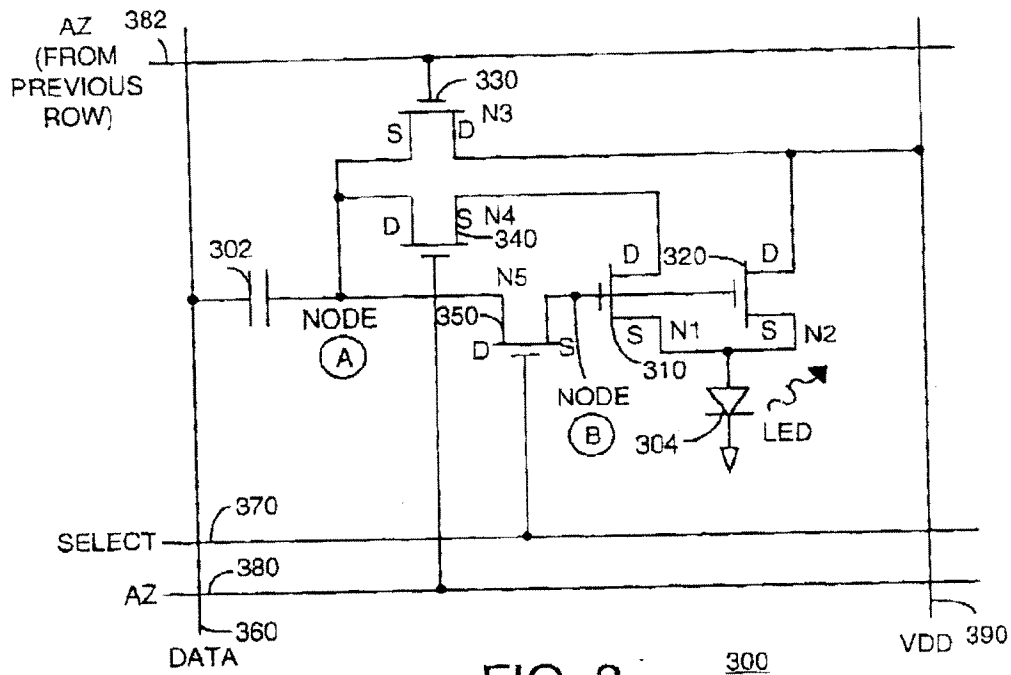 AZ 382
(FROM
PREVIOUS
ROW)
330
N3
S D
D S N4
340
302
N5
D 320 D
NODE
A
350
D S
S N1
310
S N2
NODE
B
304
LED
370
SELECT
380
AZ
360
DATA
VDD 390
300